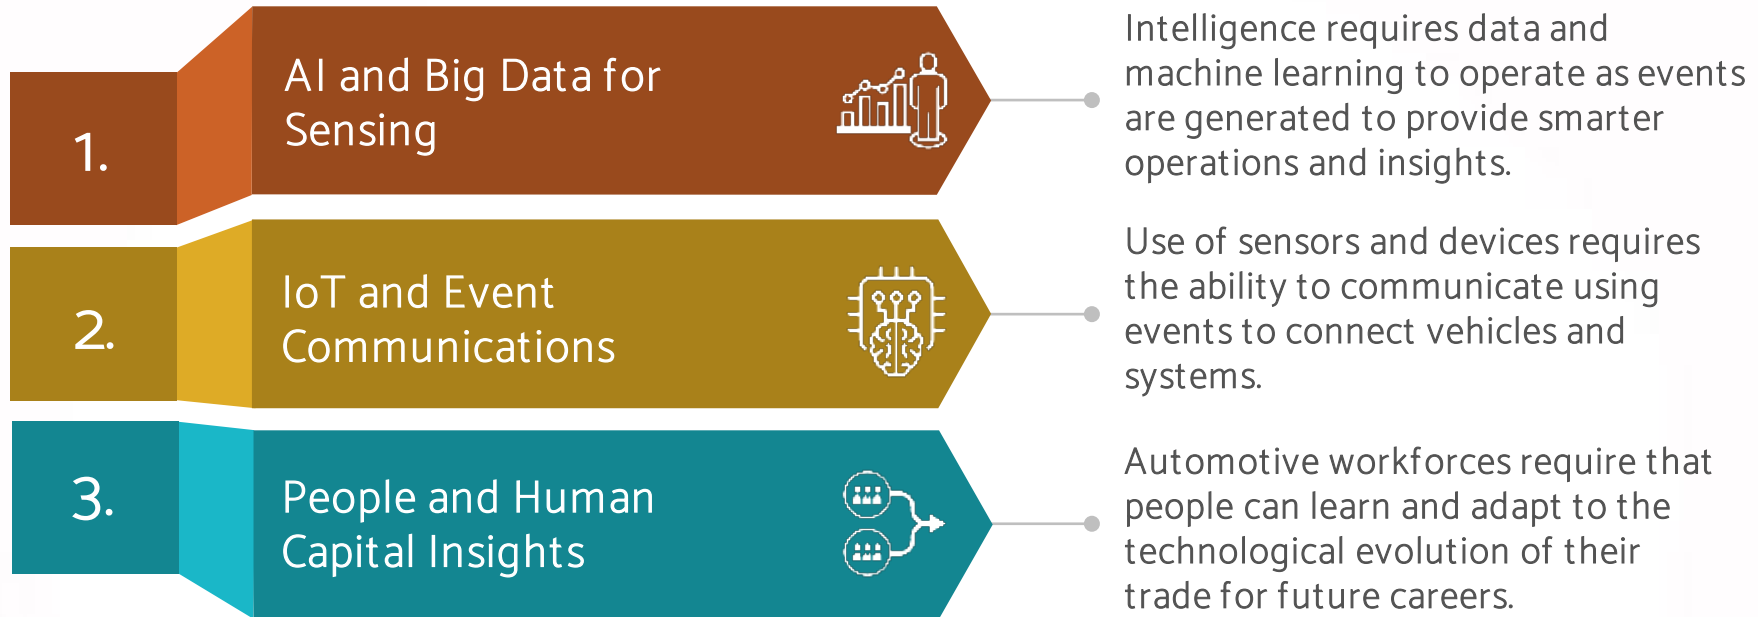 1.
AI and Big Data for
Sensing
Intelligence requires data and
machine learning to operate as events
are generated to provide smarter
operations and insights.
2.
IoT and Event
Communications
Use of sensors and devices requires
the ability to communicate using
events to connect vehicles and
systems.
3.
People and Human
Capital Insights
Automotive workforces require that
people can learn and adapt to the
technological evolution of their
trade for future careers.